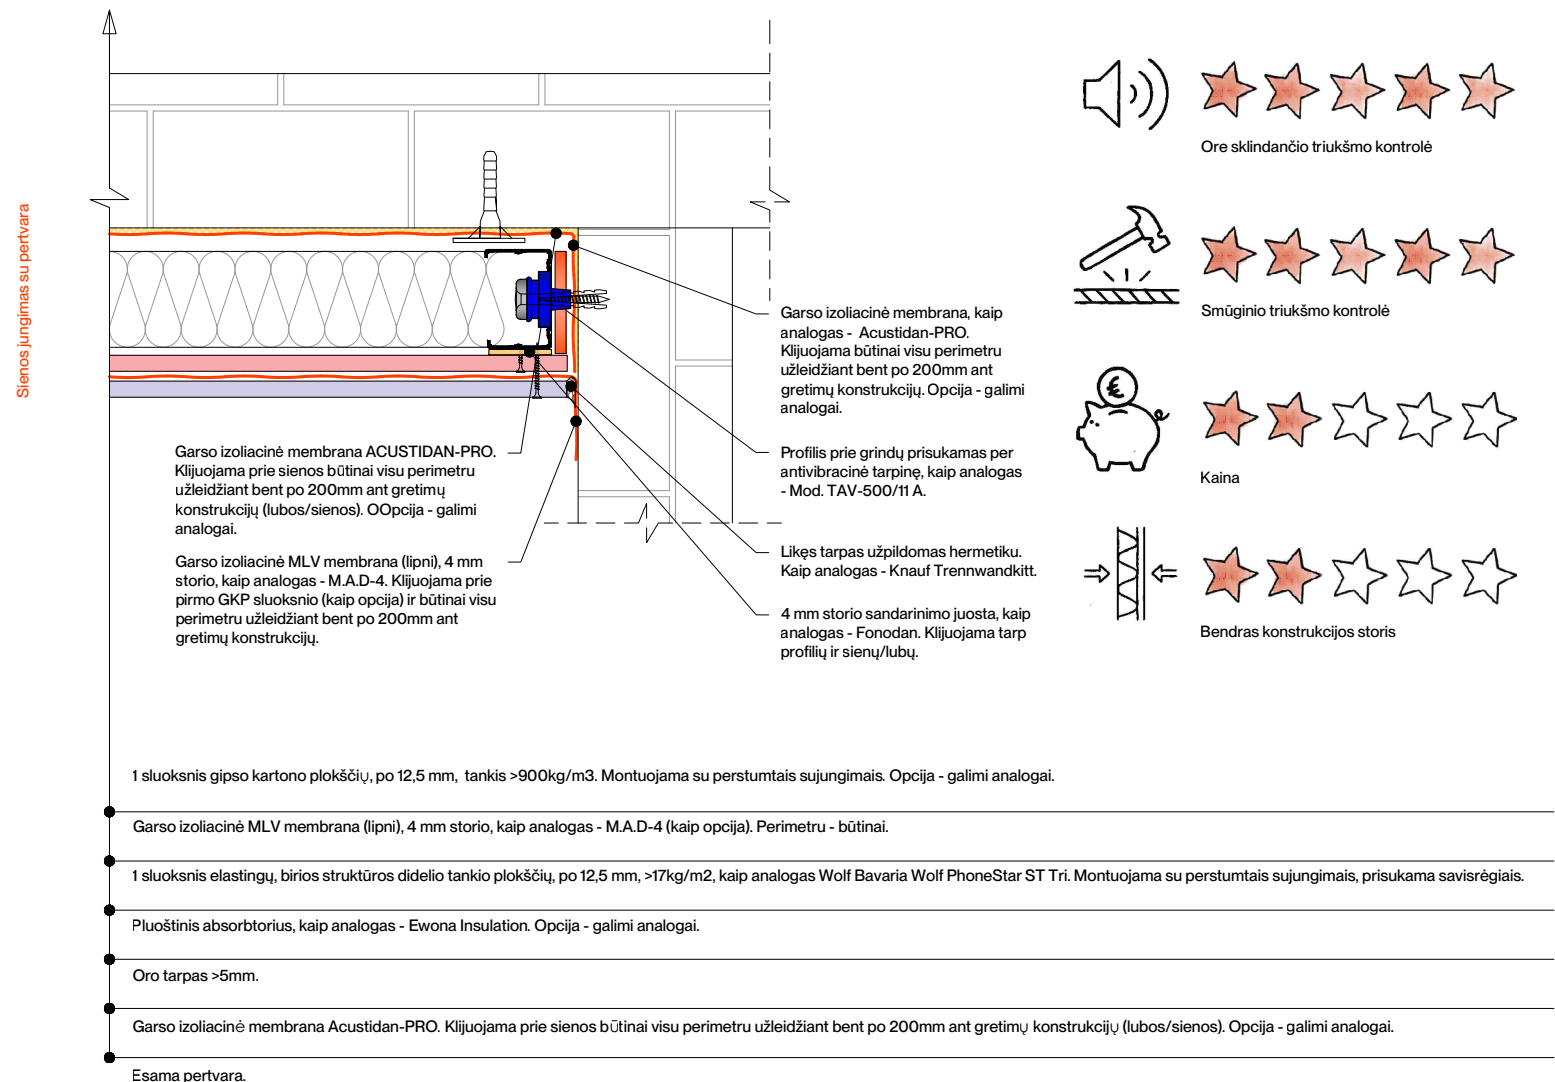 Sienos jungimas su pertvara
Garso izoliacinė membrana ACUSTIDAN-PRO.
Klijuojama prie sienos būtinai visu perimetru
užleidžiant bent po 200mm ant gretimų
konstrukcijų (lubos/sienos). OOpcija - galimi
analogai.
Garso izoliacinė MLV membrana (lipni), 4 mm
storio, kaip analogas - M.A.D-4. Klijuojama prie
pirmo GKP sluoksnio (kaip opcija) ir būtinai visu
perimetru užleidžiant bent po 200mm ant
gretimų konstrukcijų.
Garso izoliacinė membrana, kaip
analogas - Acustidan-PRO.
Klijuojama būtinai visu perimetru
užleidžiant bent po 200mm ant
gretimų konstrukcijų. Opcija - galimi
analogai.
Profilis prie grindų prisukamas per
antivibracinė tarpinę, kaip analogas
- Mod. TAV-500/11 A.
Likęs tarpas užpildomas hermetiku.
Kaip analogas - Knauf Trennwandkitt.
4 mm storio sandarinimo juosta, kaip
analogas - Fonodan. Klijuojama tarp
profilių ir sienų/lubų.
Ore sklindančio triukšmo kontrolė
Smūginio triukšmo kontrolė
€
Kaina
Bendras konstrukcijos storis
1 sluoksnis gipso kartono plokščių, po 12,5 mm, tankis >900kg/m3. Montuojama su perstumtais sujungimais. Opcija - galimi analogai.
Garso izoliacinė MLV membrana (lipni), 4 mm storio, kaip analogas - M.A.D-4 (kaip opcija). Perimetru - būtinai.
1 sluoksnis elastingų, birios struktūros didelio tankio plokščių, po 12,5 mm, >17kg/m2, kaip analogas Wolf Bavaria Wolf PhoneStar ST Tri. Montuojama su perstumtais sujungimais, prisukama savisrėgiais.
Pluoštinis absorbtorius, kaip analogas - Ewona Insulation. Opcija - galimi analogai.
Oro tarpas >5mm.
Garso izoliacinė membrana Acustidan-PRO. Klijuojama prie sienos būtinai visu perimetru užleidžiant bent po 200mm ant gretimų konstrukcijų (lubos/sienos). Opcija - galimi analogai.
Esama pertvara.